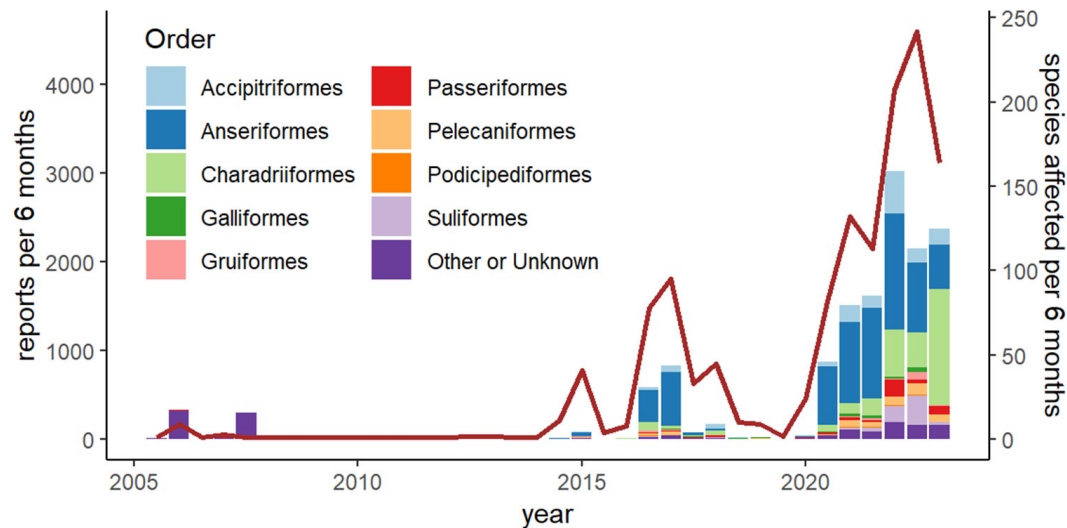 Order
Accipitriformes
Anseriformes
Charadriiformes
Galliformes
Gruiformes
Passeriformes
Pelecaniformes
Podicipediformes
Suliformes
Other or Unknown
reports per 6 months
4000
3000
2000
1000
0
species affected per 6 months
250
200
150
100
50
0
2005
2010
2015
2020
year